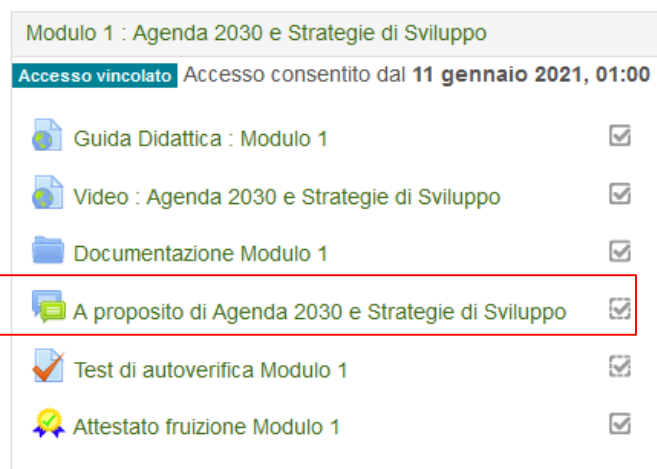 Modulo 1 : Agenda 2030 e Strategie di Sviluppo
Accesso vincolato Accesso consentito dal 11 gennaio 2021, 01:00
Guida Didattica : Modulo 1
Video : Agenda 2030 e Strategie di Sviluppo
Documentazione Modulo 1
A proposito di Agenda 2030 e Strategie di Sviluppo
Test di autoverifica Modulo 1
Attestato fruizione Modulo 1